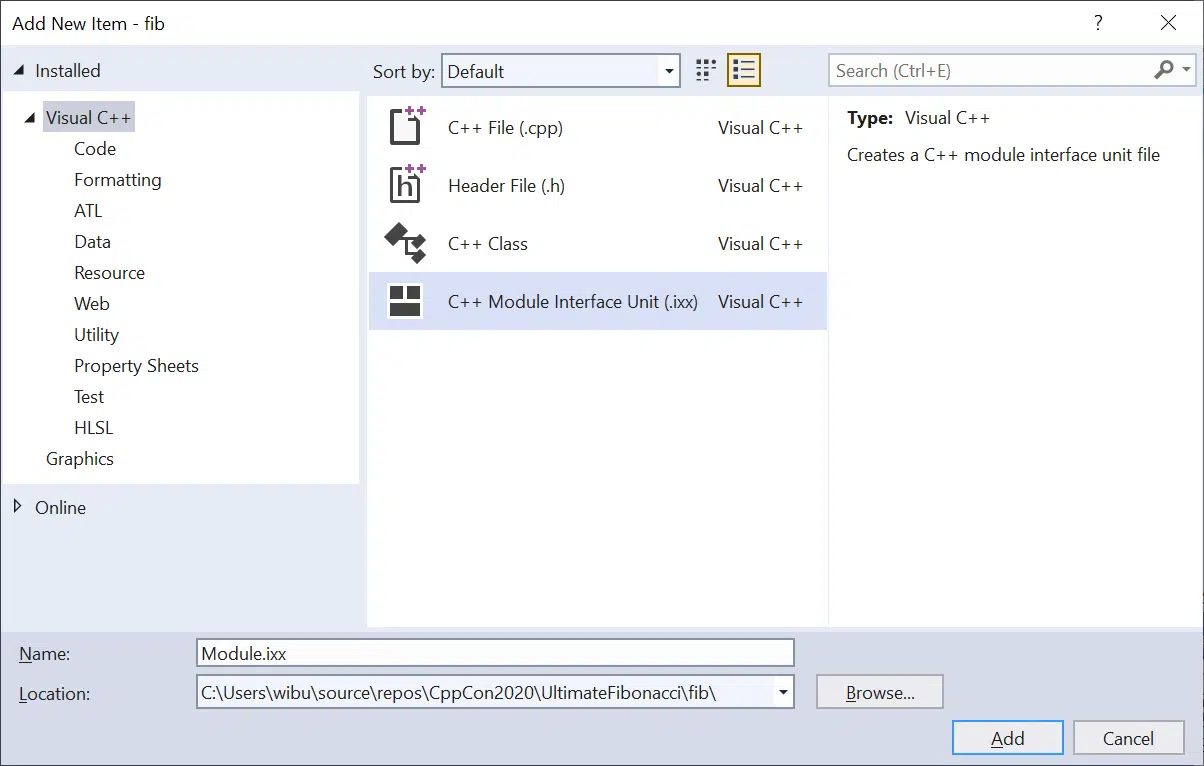 Add New Item - fib
?
Installed
Sort by: Default
Search (Ctrl+E)
Visual C++
Code
Formatting
ATL
Data
Resource
Web
Utility
Property Sheets
Test
HLSL
Graphics
Online
C++ File (.cpp) Visual C++
h Header File (.h) Visual C++
C++ Class Visual C++
C++ Module Interface Unit (.ixx) Visual C++
Type: Visual C++
Creates a C++ module interface unit file
Name: Module.ixx
Location: C:\Users\wibu\source\repos\CppCon2020\UltimateFibonacci\fib\ Browse...
Add Cancel